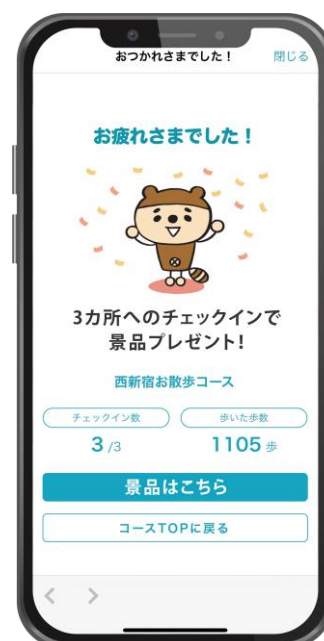 おつかれさまでした！ 閉じる
お疲れさまでした！
3カ所へのチェックインで
景品プレゼント！
西新宿お散歩コース
チェックイン数 歩いた歩数
3 /3 1105 歩
景品はこちら
コースTOPに戻る